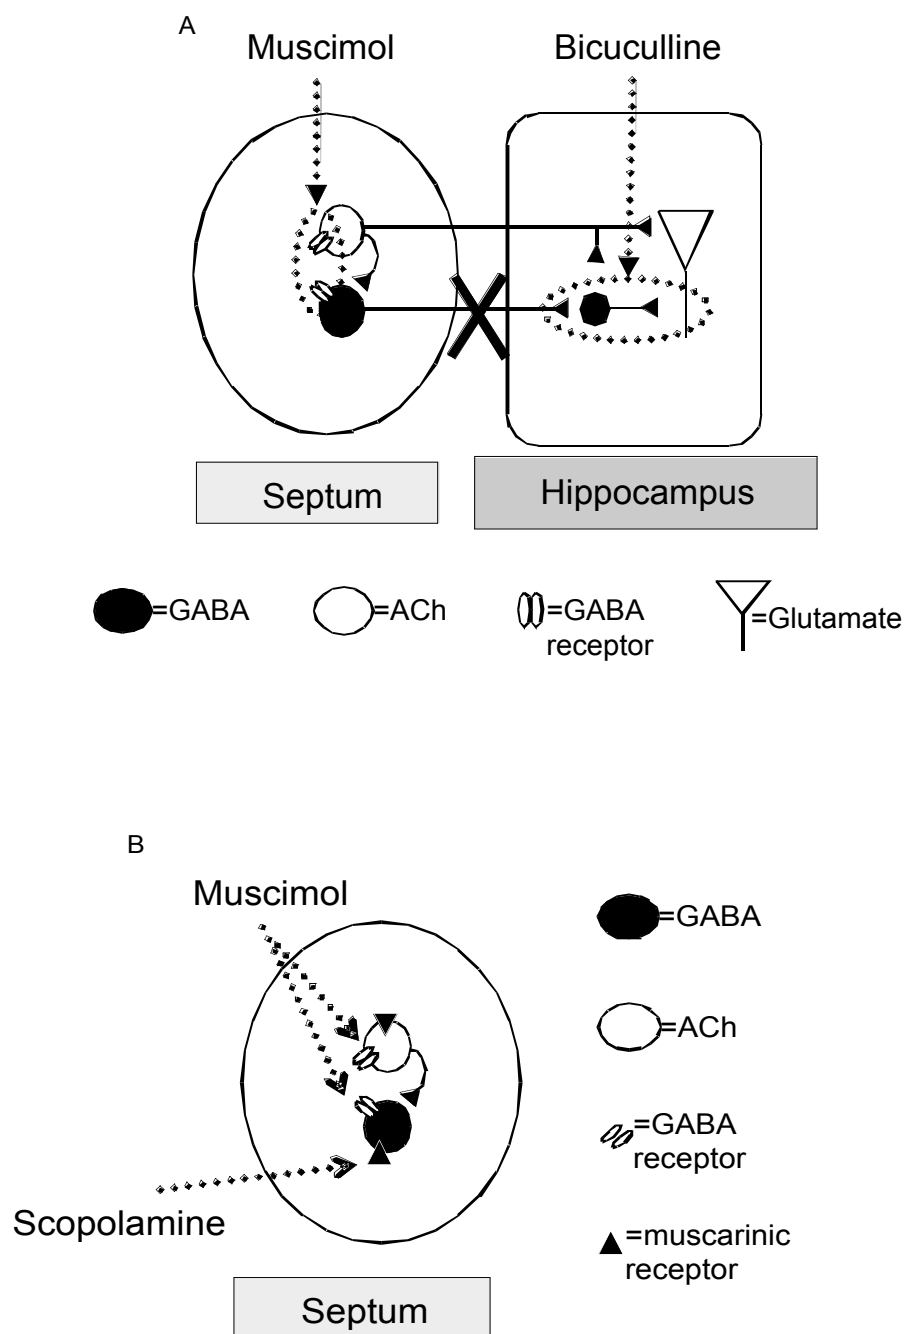 A
Muscimol
Bicuculline
Septum
Hippocampus
=GABA
=ACh
=GABA
receptor
=Glutamate
B
Muscimol
=GABA
=ACh
=GABA
receptor
Scopolamine
=muscarinic
receptor
Septum